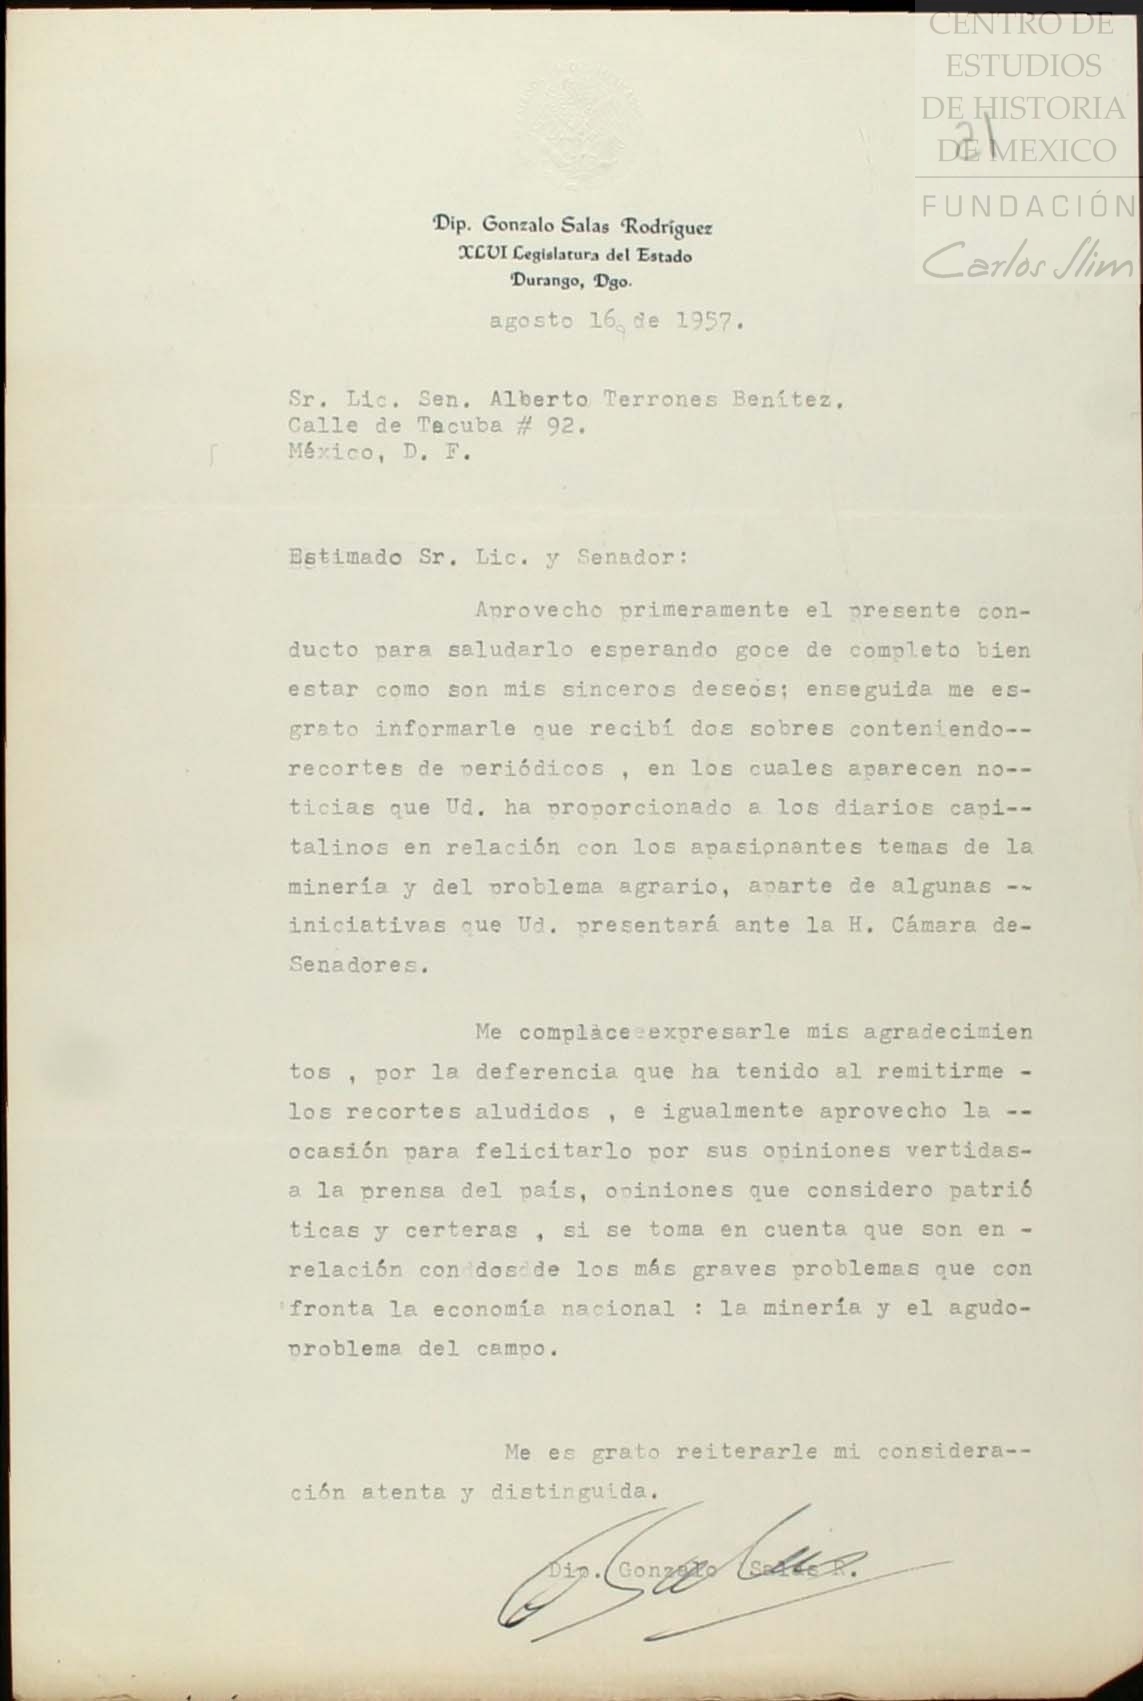 CENTRO DE
ESTUDIOS
DE HISTORIA
DE MEXICO
FUNDACIÓN
Carlos Slim
51
Dip. Gonzalo Salas Rodríguez
XLVI Legislatura del Estado
Durango, Dgo.
agosto 16 de 1957.
Sr. Lic. Sen. Alberto Terrones Benítez.
Calle de Tacuba # 92.
México, D. F.
Estimado Sr. Lic. y Senador:
Aprovecho primeramente el presente con-
ducto para saludarlo esperando goce de completo bien
estar como son mis sinceros deseos; enseguida me es-
grato informarle que recibí dos sobres conteniendo--
recortes de periódicos , en los cuales aparecen no--
ticias que Ud. ha proporcionado a los diarios capi--
talinos en relación con los apasionantes temas de la
minería y del problema agrario, aparte de algunas --
iniciativas que Ud. presentará ante la H. Cámara de-
Senadores.
Me complace expresarle mis agradecimien
tos , por la deferencia que ha tenido al remitirme -
los recortes aludidos , e igualmente aprovecho la --
ocasión para felicitarlo por sus opiniones vertidas-
a la prensa del país, opiniones que considero patrió
ticas y certeras , si se toma en cuenta que son en -
relación con dos de los más graves problemas que con
fronta la economía nacional : la minería y el agudo-
problema del campo.
Me es grato reiterarle mi considera--
ción atenta y distinguida.
Dip. Gonzalo Salas R.